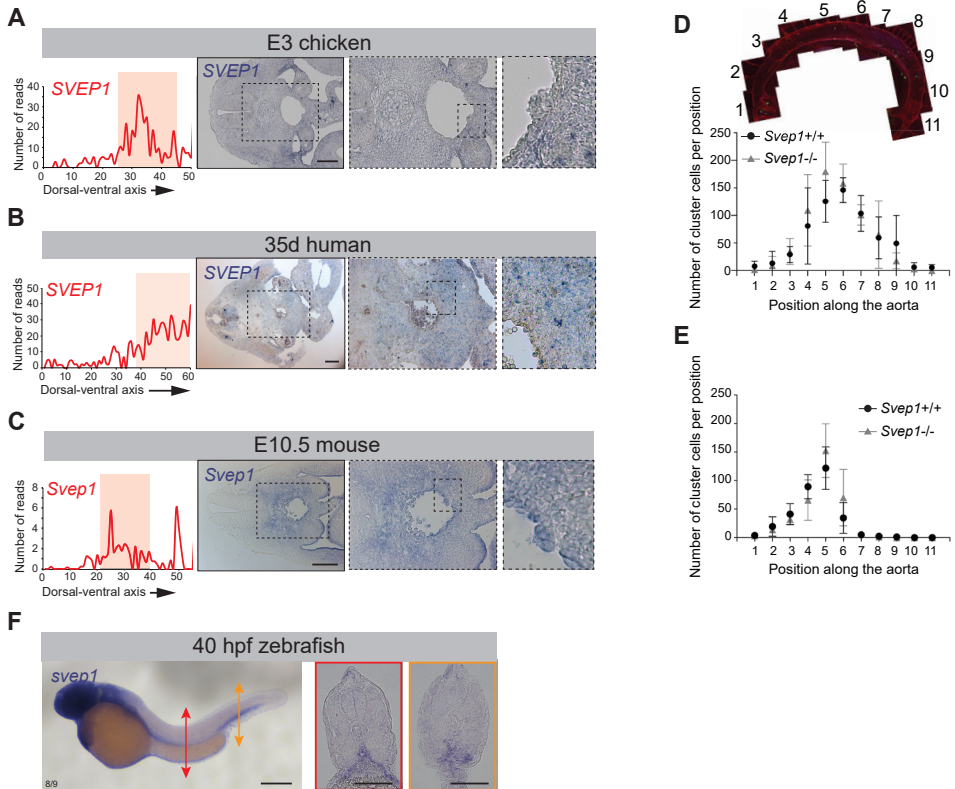 A
E3 chicken
SVEP1
Number of reads
40
30
20
10
0
0 10 20 30 40 50
Dorsal-ventral axis
SVEP1
B
35d human
SVEP1
Number of reads
50
40
30
20
10
0
0 10 20 30 40 50 60
Dorsal-ventral axis
SVEP1
C
E10.5 mouse
Svep1
Number of reads
8
6
4
2
0
0 10 20 30 40 50
Dorsal-ventral axis
Svep1
D
1 2 3 4 5 6 7 8 9 10 11
Number of cluster cells per position
250
200
150
100
50
0
Svep1+/+
Svep1-/-
1 2 3 4 5 6 7 8 9 10 11
Position along the aorta
E
Number of cluster cells per position
250
200
150
100
50
0
Svep1+/+
Svep1-/-
1 2 3 4 5 6 7 8 9 10 11
Position along the aorta
F
40 hpf zebrafish
svep1
8/9